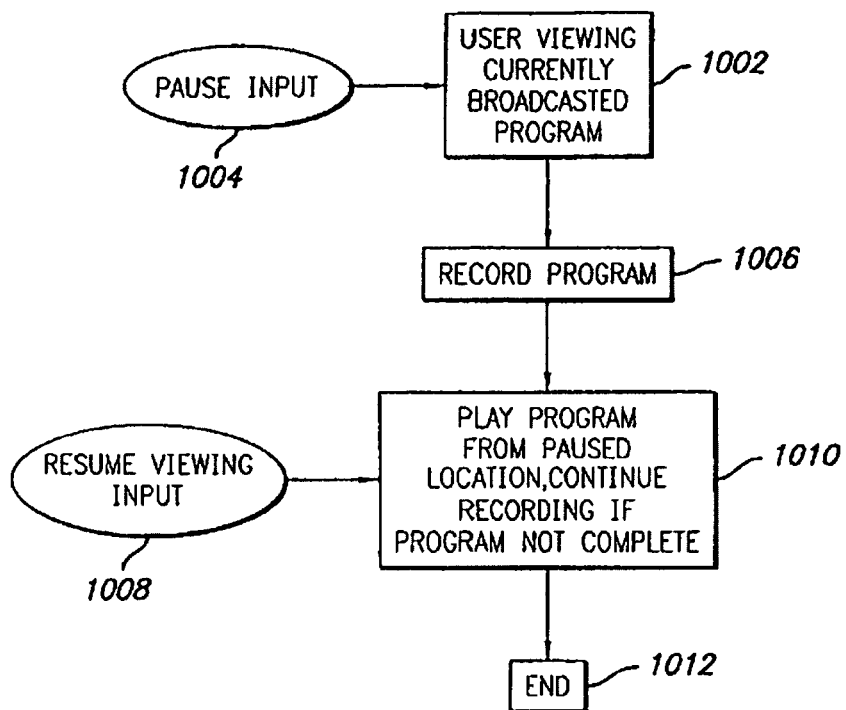 USER VIEWING
CURRENTLY
BROADCASTED
PROGRAM
1002
PAUSE INPUT
1004
RECORD PROGRAM
1006
PLAY PROGRAM
FROM PAUSED
LOCATION,CONTINUE
RECORDING IF
PROGRAM NOT COMPLETE
1010
RESUME VIEWING
INPUT
1008
END
1012